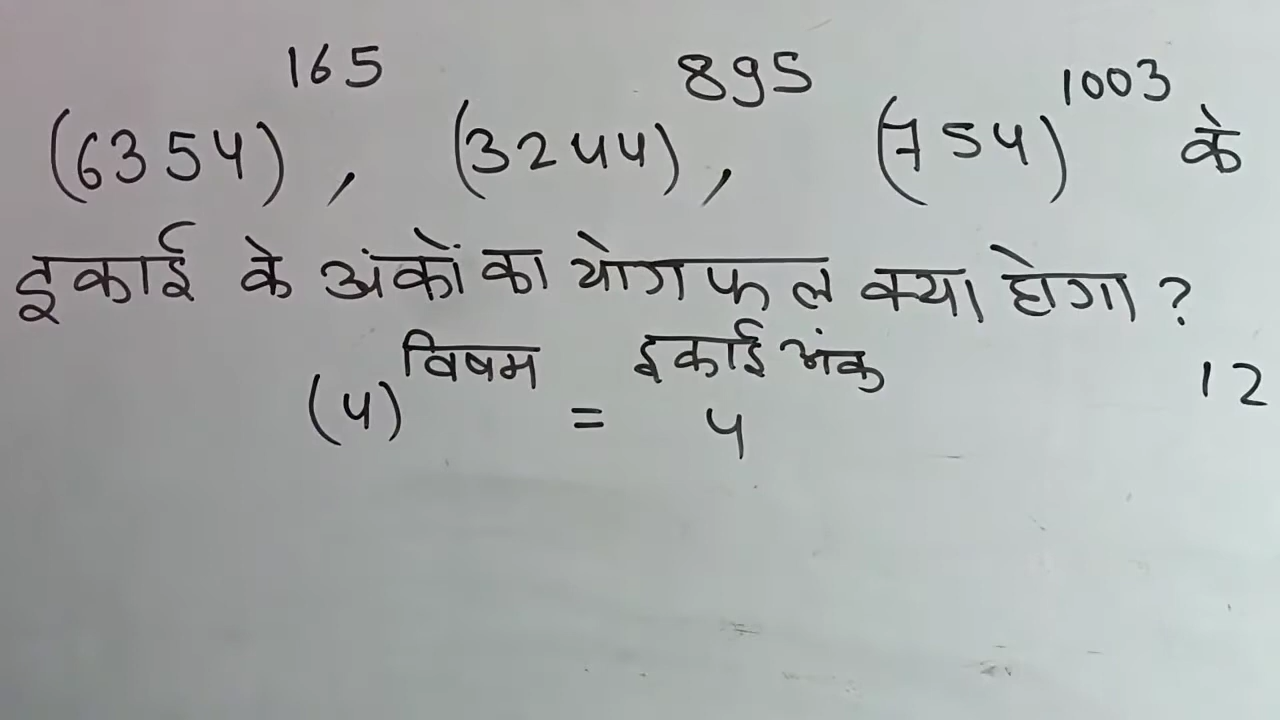 (6354)^165, (3244)^895, (754)^1003 के
इकाई के अंकों का योगफल क्या होगा ?
(4)^विषम = इकाई अंक 4 12